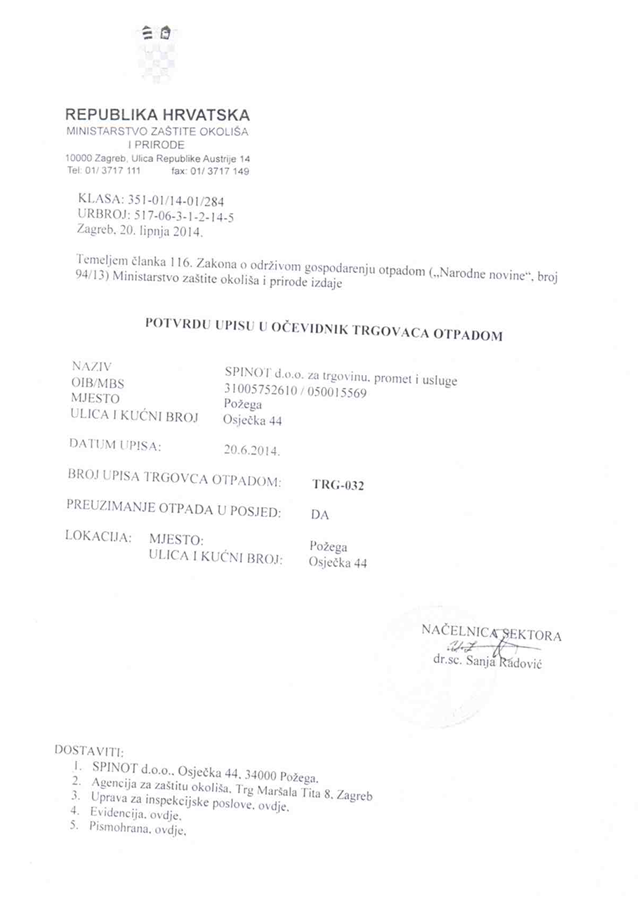 REPUBLIKA HRVATSKA
MINISTARSTVO ZAŠTITE OKOLIŠA
I PRIRODE
10000 Zagreb, Ulica Republike Austrije 14
Tel: 01/ 3717 111 fax: 01/ 3717 149
KLASA: 351-01/14-01/284
URBROJ: 517-06-3-1-2-14-5
Zagreb, 20. lipnja 2014.
Temeljem članka 116. Zakona o održivom gospodarenju otpadom („Narodne novine“, broj
94/13) Ministarstvo zaštite okoliša i prirode izdaje
POTVRDU UPISU U OČEVIDNIK TRGOVACA OTPADOM
NAZIV SPINOT d.o.o. za trgovinu, promet i usluge
OIB/MBS 31005752610 / 050015569
MJESTO Požega
ULICA I KUĆNI BROJ Osječka 44
DATUM UPISA: 20.6.2014.
BROJ UPISA TRGOVCA OTPADOM: TRG-032
PREUZIMANJE OTPADA U POSJED: DA
LOKACIJA: MJESTO: Požega
ULICA I KUĆNI BROJ: Osječka 44
NAČELNICA SEKTORA
dr.sc. Sanja Radović
DOSTAVITI:
1. SPINOT d.o.o., Osječka 44, 34000 Požega,
2. Agencija za zaštitu okoliša, Trg Maršala Tita 8, Zagreb
3. Uprava za inspekcijske poslove, ovdje,
4. Evidencija, ovdje,
5. Pismohrana, ovdje,